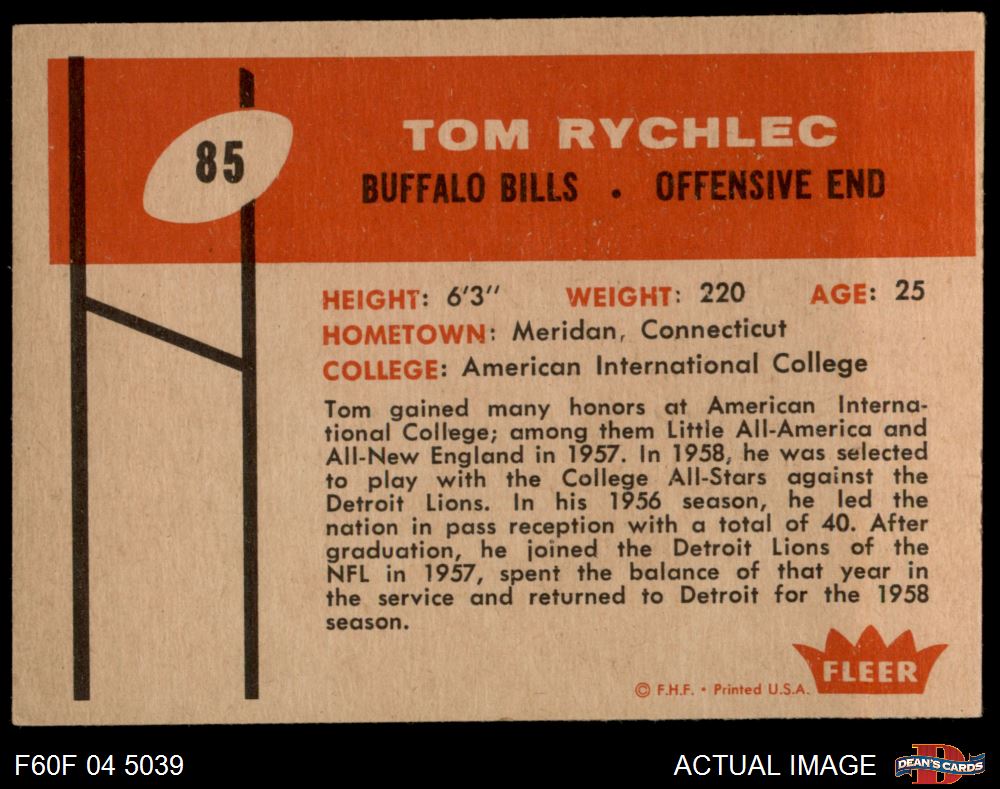 85
TOM RYCHLEC
BUFFALO BILLS • OFFENSIVE END
HEIGHT: 6'3'' WEIGHT: 220 AGE: 25
HOMETOWN: Meridan, Connecticut
COLLEGE: American International College
Tom gained many honors at American Interna-
tional College; among them Little All-America and
All-New England in 1957. In 1958, he was selected
to play with the College All-Stars against the
Detroit Lions. In his 1956 season, he led the
nation in pass reception with a total of 40. After
graduation, he joined the Detroit Lions of the
NFL in 1957, spent the balance of that year in
the service and returned to Detroit for the 1958
season.
FLEER
© F.H.F. • Printed U.S.A.
F60F 04 5039
ACTUAL IMAGE
D
DEAN'S CARDS